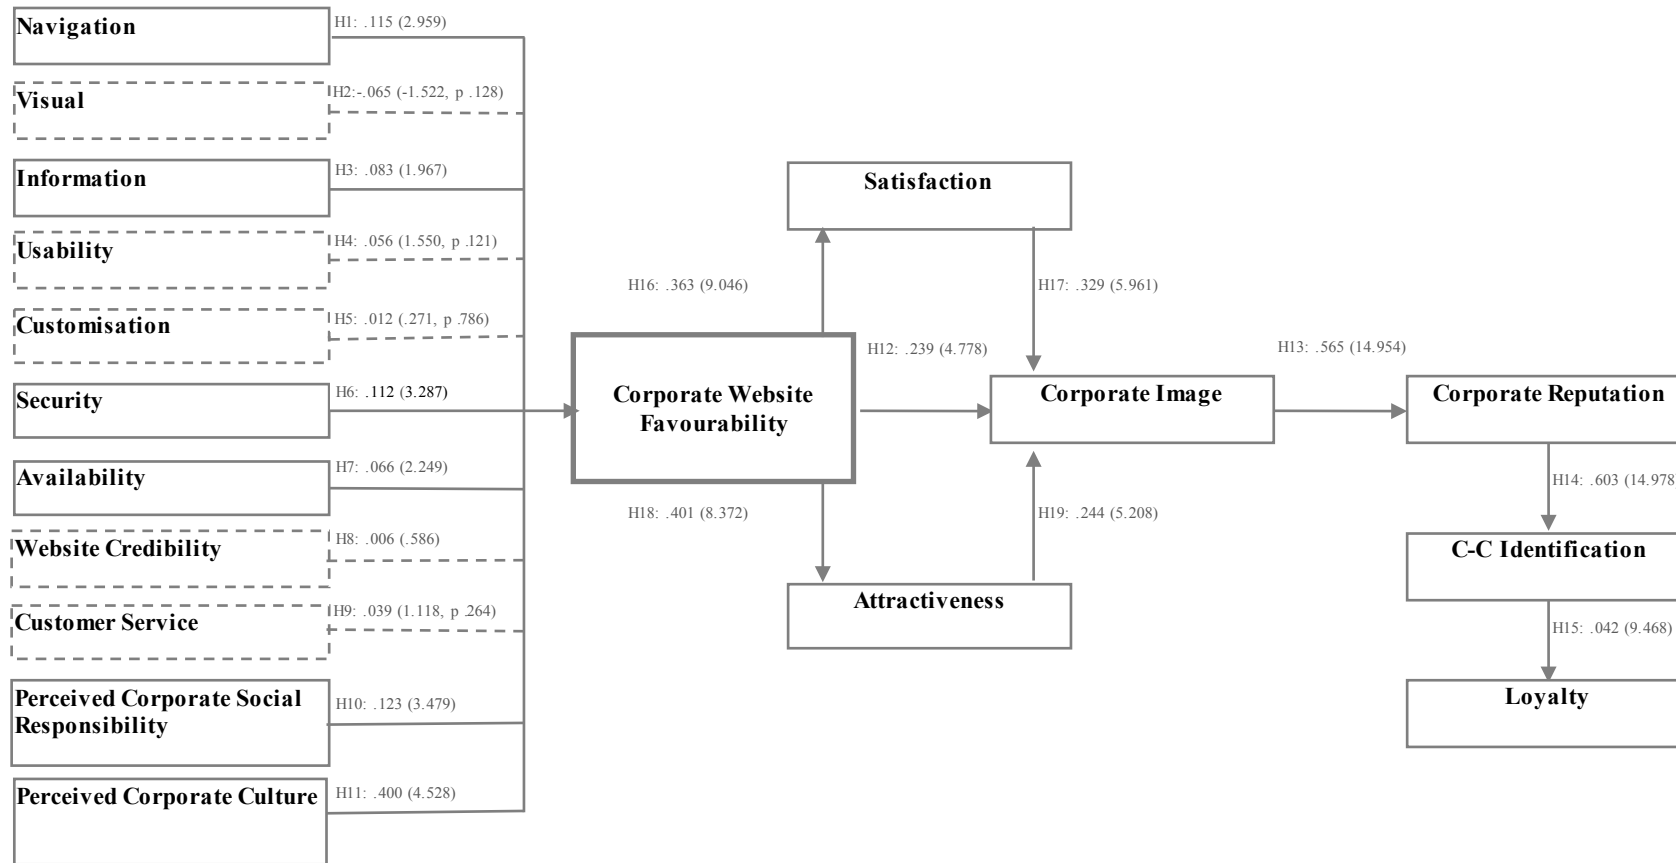 Navigation
H1: .115 (2.959)
Visual
H2:-.065 (-1.522, p .128)
Information
H3: .083 (1.967)
Usability
H4: .056 (1.550, p .121)
Customisation
H5: .012 (.271, p .786)
Security
H6: .112 (3.287)
Availability
H7: .066 (2.249)
Website Credibility
H8: .006 (.586)
Customer Service
H9: .039 (1.118, p .264)
Perceived Corporate Social
Responsibility
H10: .123 (3.479)
Perceived Corporate Culture
H11: .400 (4.528)
Corporate Website
Favourability
H16: .363 (9.046)
Satisfaction
H17: .329 (5.961)
H12: .239 (4.778)
H18: .401 (8.372)
Attractiveness
H19: .244 (5.208)
Corporate Image
H13: .565 (14.954)
Corporate Reputation
H14: .603 (14.978)
C-C Identification
H15: .042 (9.468)
Loyalty